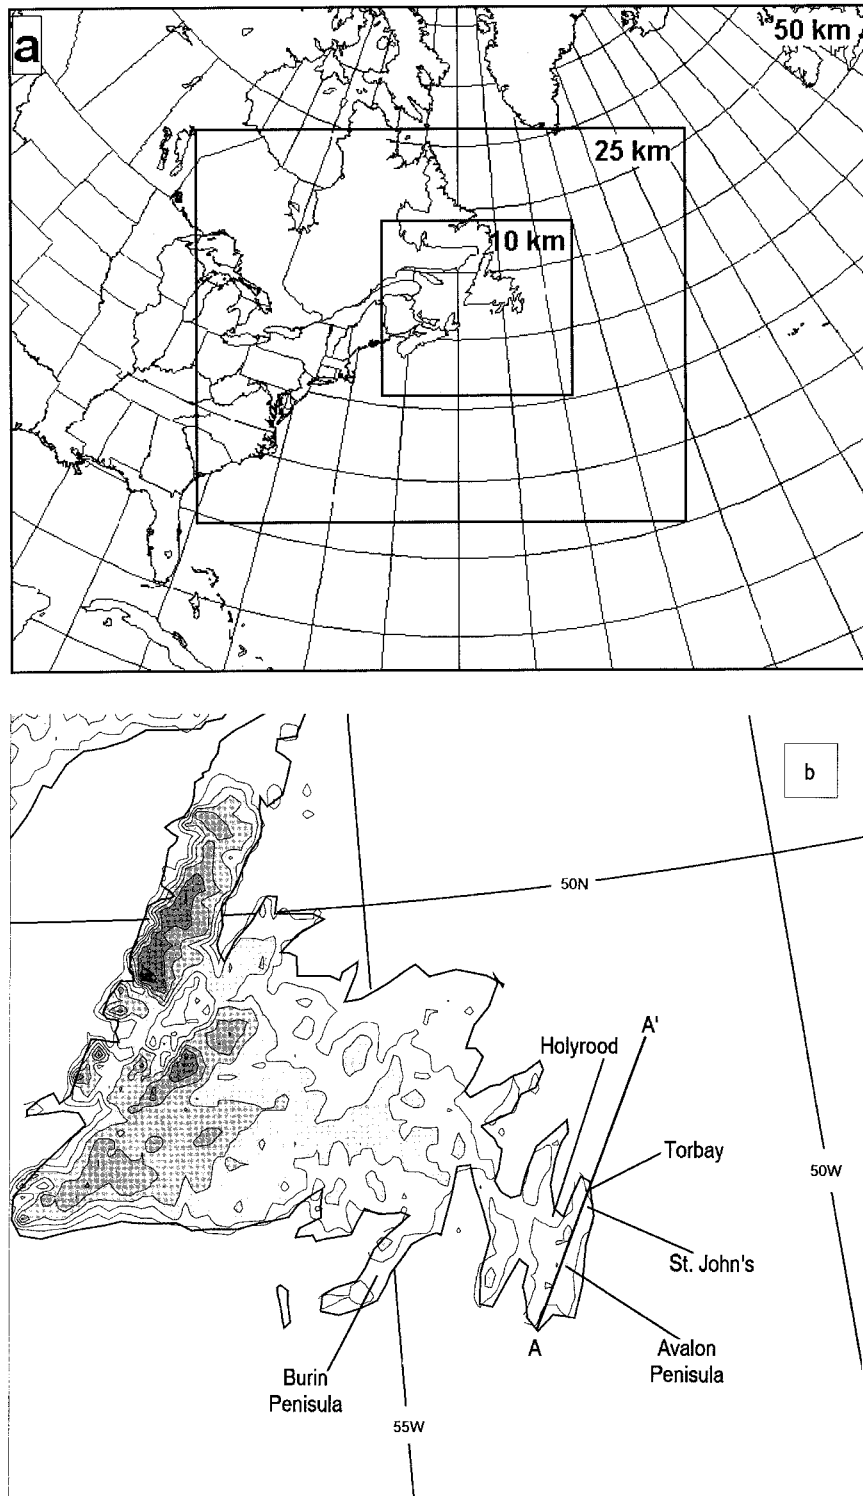 a
50 km
25 km
10 km
b
50N
A'
Holyrood
Torbay
50W
St. John's
A
Avalon
Penisula
Burin
Penisula
55W